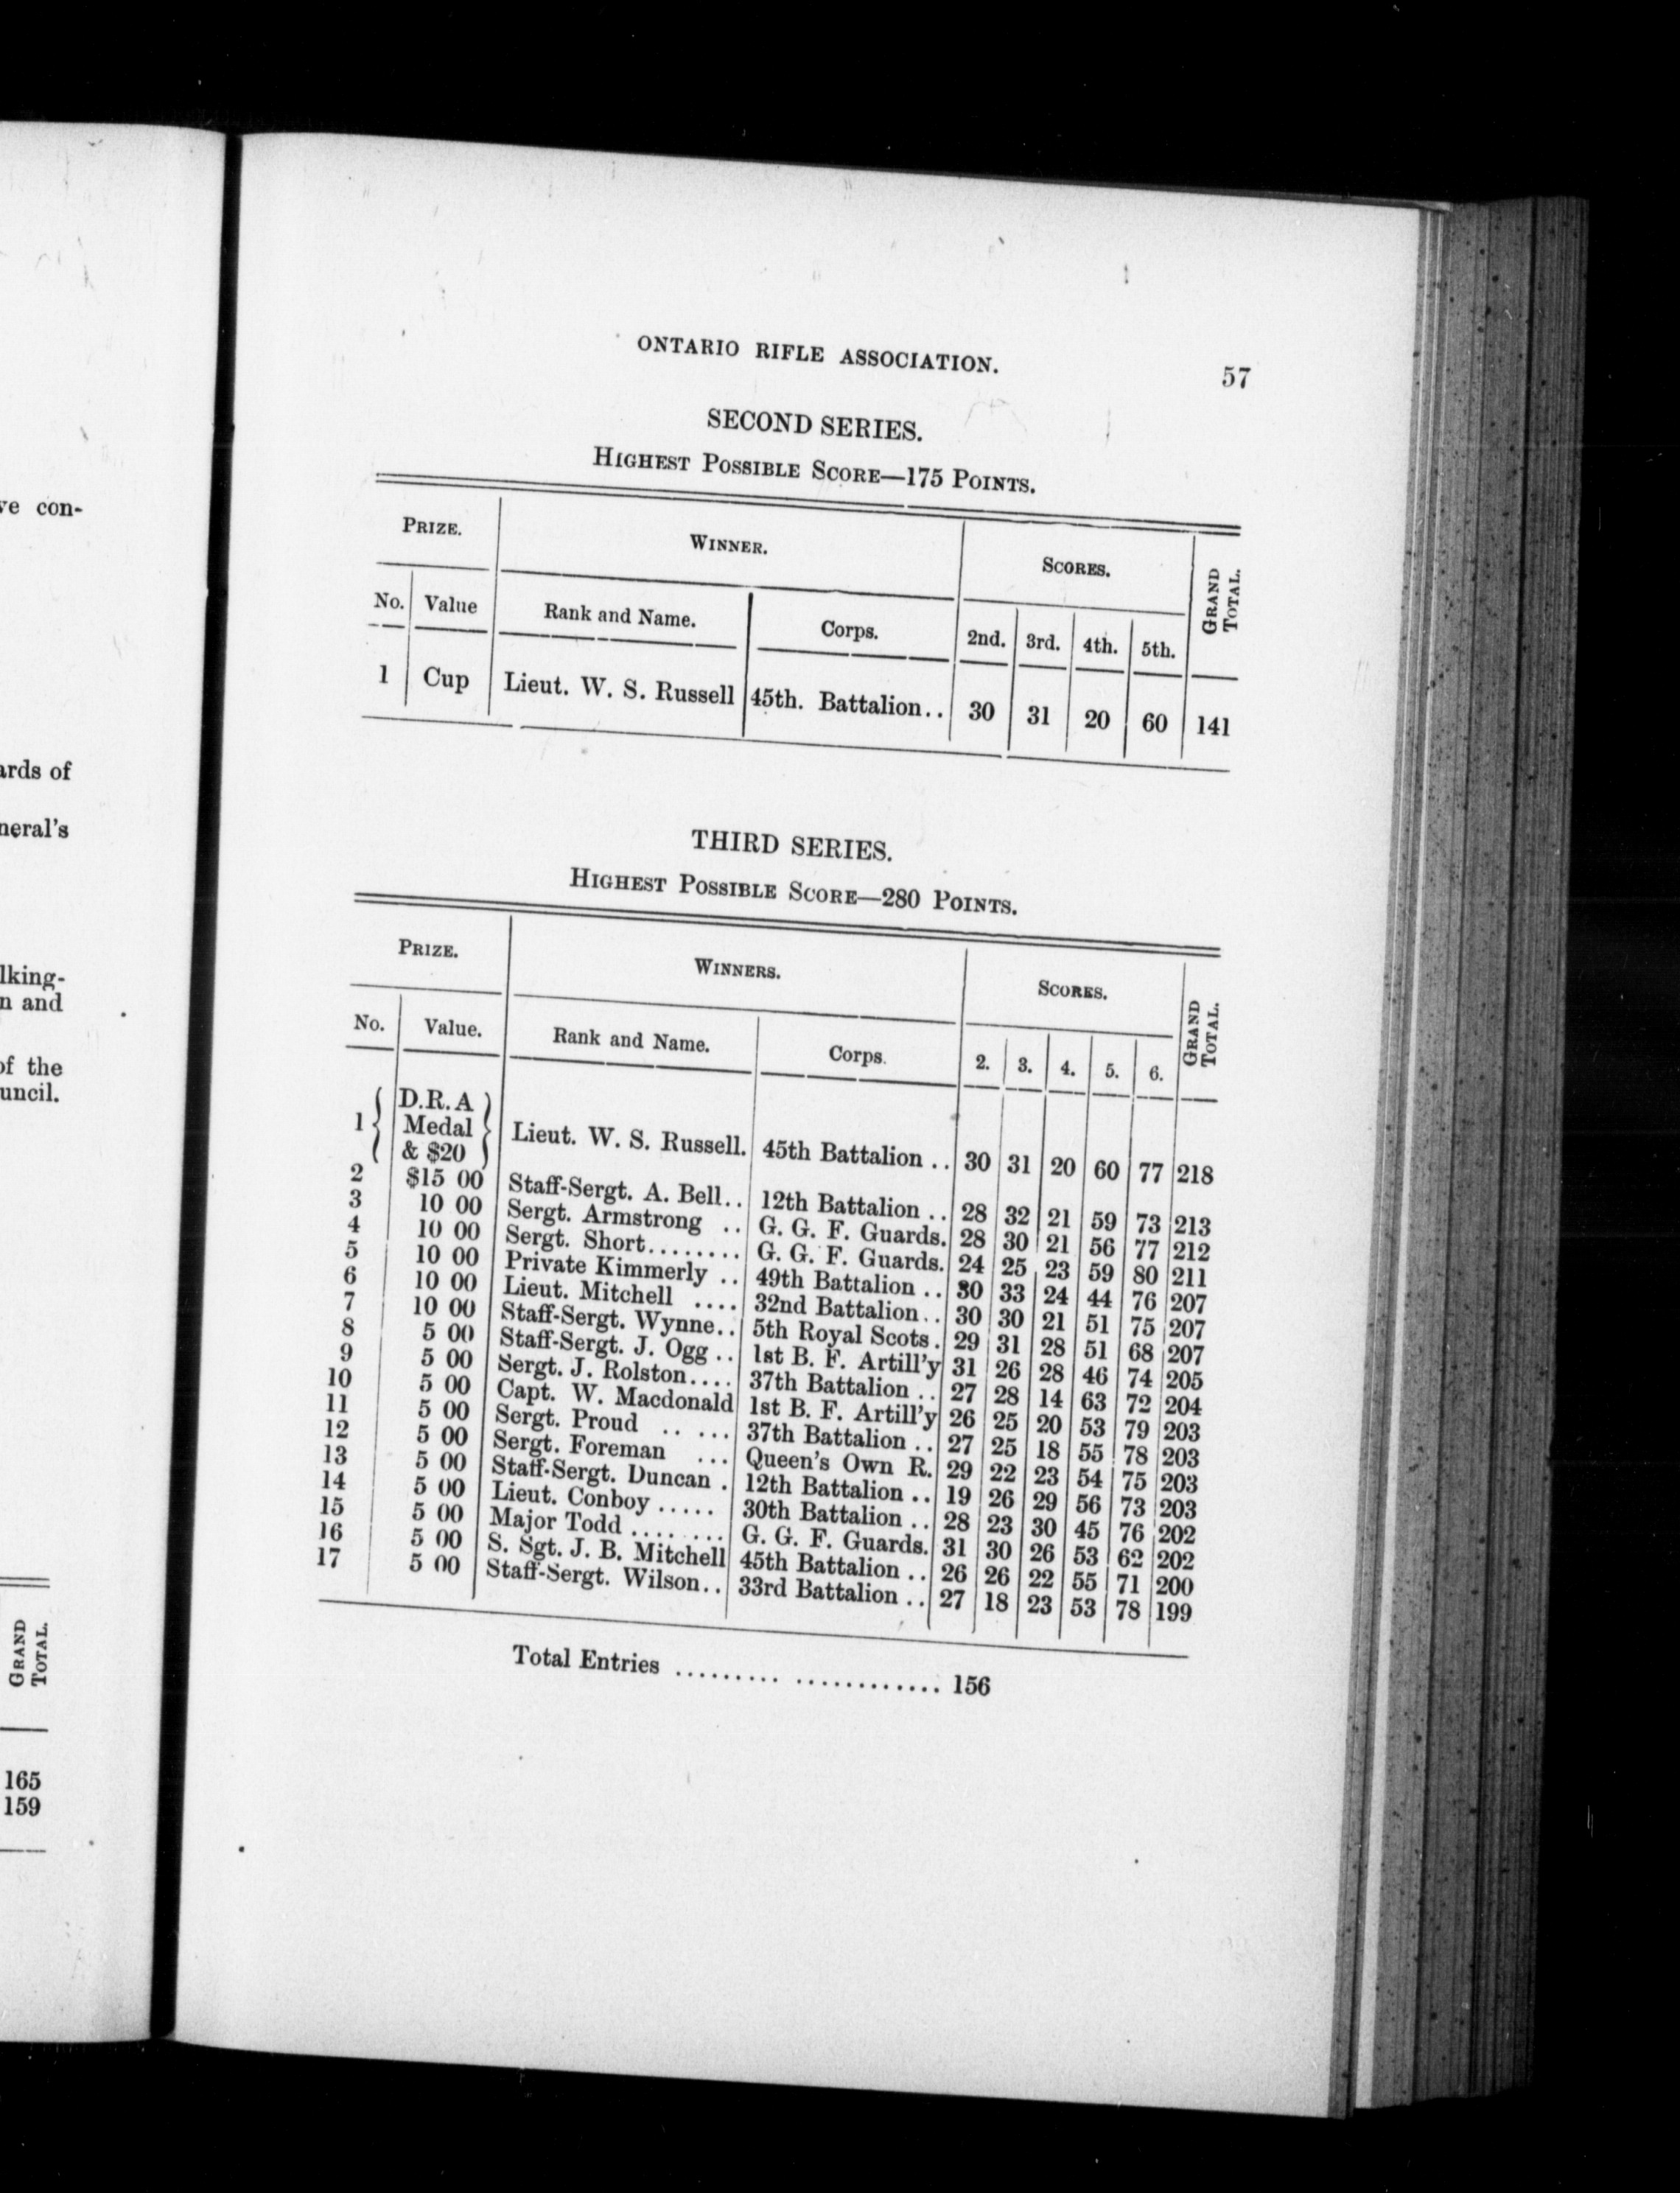 ve con-
ards of
neral's
lking-
n and
of the
uncil.
GRAND
TOTAL.
165
159
ONTARIO RIFLE ASSOCIATION.
57
SECOND SERIES.
HIGHEST POSSIBLE SCORE—175 POINTS.
PRIZE. WINNER. SCORES. GRAND TOTAL.
No. Value Rank and Name. Corps. 2nd. 3rd. 4th. 5th.
1 Cup Lieut. W. S. Russell 45th. Battalion.. 30 31 20 60 141
THIRD SERIES.
HIGHEST POSSIBLE SCORE—280 POINTS.
PRIZE. WINNERS. SCORES. GRAND TOTAL.
No. Value. Rank and Name. Corps. 2. 3. 4. 5. 6.
1 { D.R.A Medal & $20 } Lieut. W. S. Russell. 45th Battalion .. 30 31 20 60 77 218
2 $15 00 Staff-Sergt. A. Bell.. 12th Battalion .. 28 32 21 59 73 213
3 10 00 Sergt. Armstrong .. G. G. F. Guards. 28 30 21 56 77 212
4 10 00 Sergt. Short........ G. G. F. Guards. 24 25 23 59 80 211
5 10 00 Private Kimmerly .. 49th Battalion .. 30 33 24 44 76 207
6 10 00 Lieut. Mitchell .... 32nd Battalion.. 30 30 21 51 75 207
7 10 00 Staff-Sergt. Wynne.. 5th Royal Scots. 29 31 28 51 68 207
8 5 00 Staff-Sergt. J. Ogg .. 1st B. F. Artill'y 31 26 28 46 74 205
9 5 00 Sergt. J. Rolston.... 37th Battalion .. 27 28 14 63 72 204
10 5 00 Capt. W. Macdonald 1st B. F. Artill'y 26 25 20 53 79 203
11 5 00 Sergt. Proud .. ... 37th Battalion .. 27 25 18 55 78 203
12 5 00 Sergt. Foreman ... Queen's Own R. 29 22 23 54 75 203
13 5 00 Staff-Sergt. Duncan . 12th Battalion .. 19 26 29 56 73 203
14 5 00 Lieut. Conboy ..... 30th Battalion .. 28 23 30 45 76 202
15 5 00 Major Todd ........ G. G. F. Guards. 31 30 26 53 62 202
16 5 00 S. Sgt. J. B. Mitchell 45th Battalion .. 26 26 22 55 71 200
17 5 00 Staff-Sergt. Wilson.. 33rd Battalion .. 27 18 23 53 78 199
Total Entries ......... ............ 156